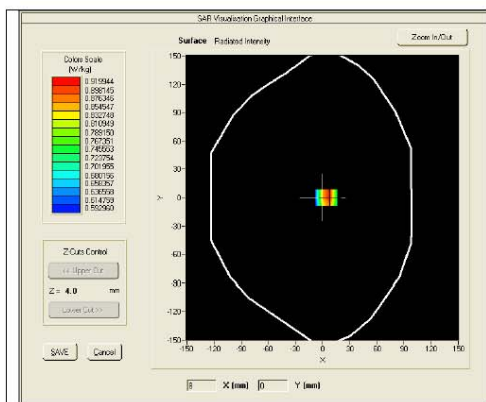 SAR Visualisation Graphical Interface
Surface Radiated Intensity
Zoom In/Out
Colors Scale
(W/kg)
0.919944
0.898145
0.876346
0.854547
0.832748
0.810949
0.789150
0.767351
0.745553
0.723754
0.701955
0.680156
0.658357
0.636558
0.614759
0.592960
Z-Cuts Control
<< Upper Cut
Z = 4.0 mm
Lower Cut >>
SAVE
Cancel
150
120
90
60
30
0
-30
-60
-90
-120
-150
Y
-150 -120 -90 -60 -30 0 30 60 90 120 150
X
8 X (mm) 0 Y (mm)